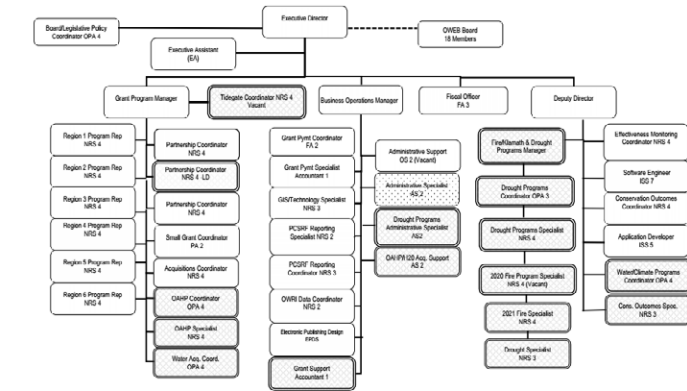 Executive Director
Board/Legislative Policy
Coordinator OPA 4
OWEB Board
18 Members
Executive Assistant
(EA)
Grant Program Manager
Tidegate Coordinator NRS 4
Vacant
Business Operations Manager
Fiscal Officer
FA 3
Deputy Director
Region 1 Program Rep
NRS 4
Region 2 Program Rep
NRS 4
Region 3 Program Rep
NRS 4
Region 4 Program Rep
NRS 4
Region 5 Program Rep
NRS 4
Region 6 Program Rep
NRS 4
Partnership Coordinator
NRS 4
Partnership Coordinator
NRS 4 LD
Partnership Coordinator
NRS 4
Small Grant Coordinator
PA 2
Acquisitions Coordinator
NRS 4
OAHP Coordinator
OPA 4
OAHP Specialist
NRS 4
Water Acq. Coord.
OPA 4
Grant Pymt Coordinator
FA 2
Grant Pymt Specialist
Accountant 1
GIS/Technology Specialist
NRS 3
PCSRF Reporting
Specialist NRS 2
PCSRF Reporting
Coordinator NRS 3
OWRI Data Coordinator
NRS 2
Electronic Publishing Design
EPDS
Grant Support
Accountant 1
Administrative Support
OS 2 (Vacant)
Administrative Specialist
AS 2
Drought Programs
Administrative Specialist
AS2
OAHP/I20 Acq. Support
AS 2
Fire/Klamath & Drought
Programs Manager
Drought Programs
Coordinator OPA 3
Drought Programs Specialist
NRS 4
2020 Fire Program Specialist
NRS 4 (Vacant)
2021 Fire Specialist
NRS 4
Drought Specialist
NRS 3
Effectiveness Monitoring
Coordinator NRS 4
Software Engineer
ISS 7
Conservation Outcomes
Coordinator NRS 4
Application Developer
ISS 5
Water/Climate Programs
Coordinator OPA 4
Cons. Outcomes Spec.
NRS 3